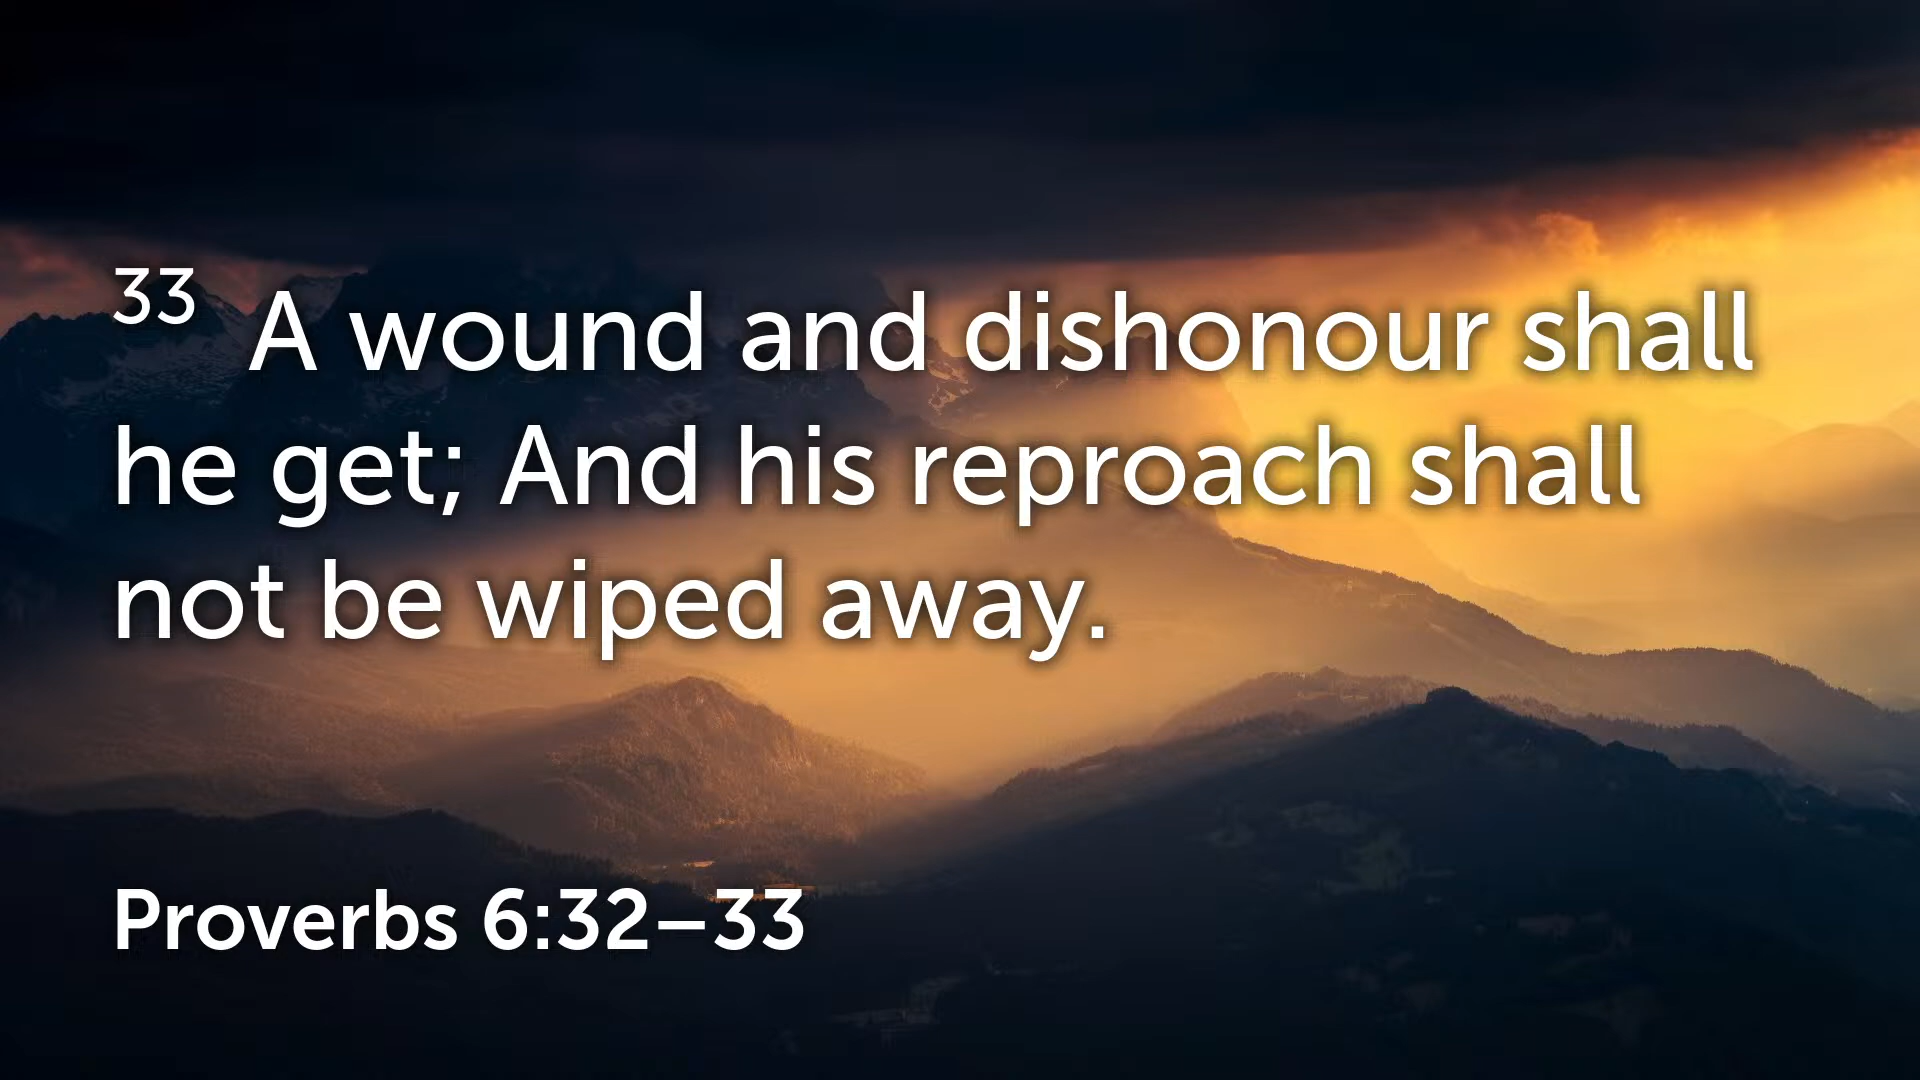 33 A wound and dishonour shall
he get; And his reproach shall
not be wiped away.
Proverbs 6:32–33